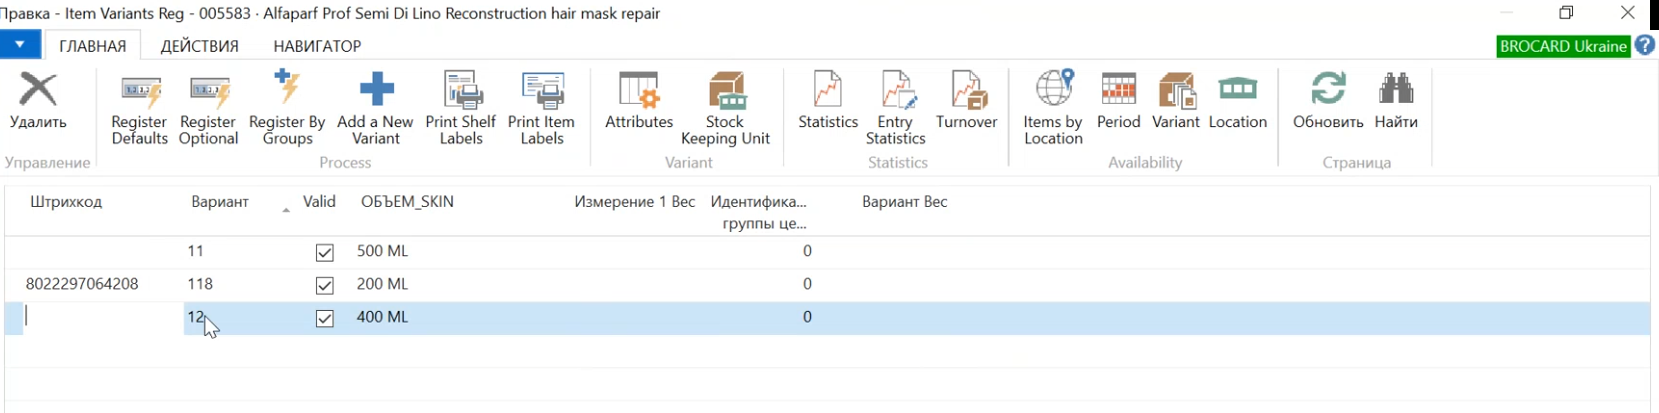 Правка - Item Variants Reg - 005583 · Alfaparf Prof Semi Di Lino Reconstruction hair mask repair
ГЛАВНАЯ ДЕЙСТВИЯ НАВИГАТОР BROCARD Ukraine ?
Удалить Register Defaults Register Optional Register By Groups Add a New Variant Print Shelf Labels Print Item Labels Attributes Stock Keeping Unit Statistics Entry Statistics Turnover Items by Location Period Variant Location Обновить Найти
Управление Process Variant Statistics Availability Страница
Штрихкод Вариант Valid ОБЪЕМ_SKIN Измерение 1 Вес Идентифика... группы це... Вариант Вес
11 500 ML 0
8022297064208 118 200 ML 0
12 400 ML 0